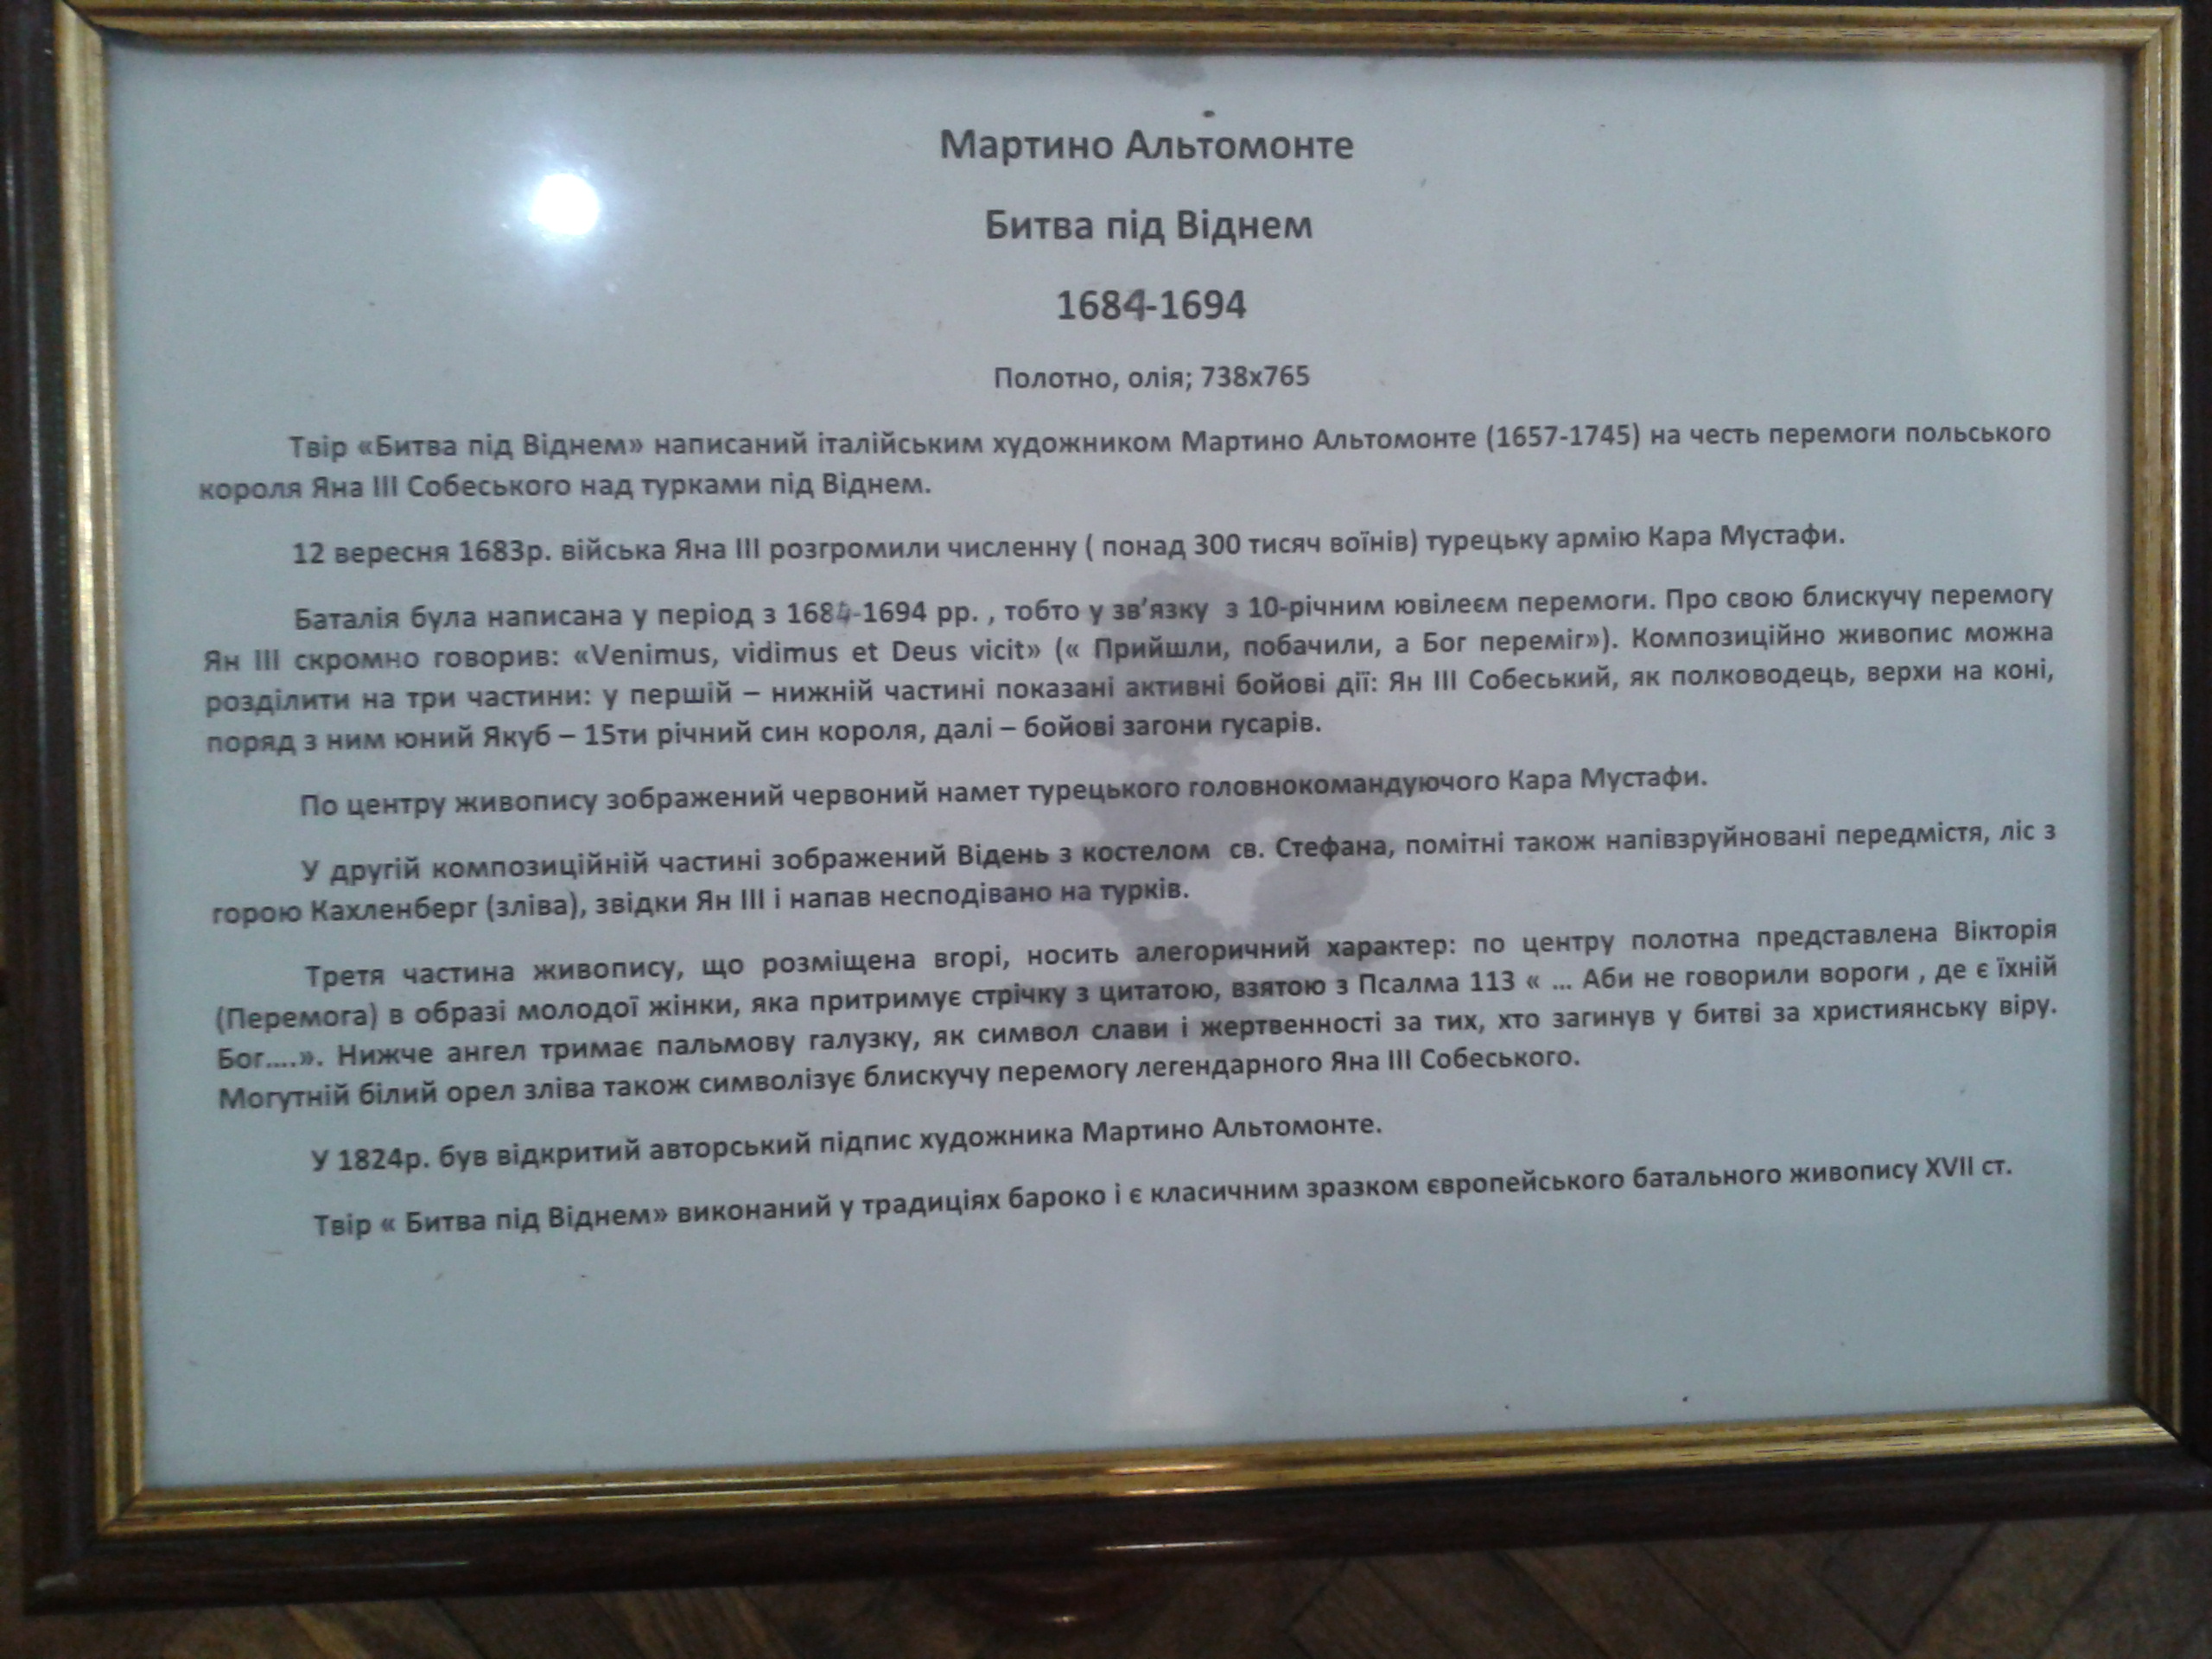 Мартино Альтомонте
Битва під Віднем
1684-1694
Полотно, олія; 738х765
Твір «Битва під Віднем» написаний італійським художником Мартино Альтомонте (1657-1745) на честь перемоги польського
короля Яна ІІІ Собеського над турками під Віднем.
12 вересня 1683р. війська Яна ІІІ розгромили численну ( понад 300 тисяч воїнів) турецьку армію Кара Мустафи.
Баталія була написана у період з 1684-1694 рр. , тобто у зв’язку з 10-річним ювілеєм перемоги. Про свою блискучу перемогу
Ян ІІІ скромно говорив: «Venimus, vidimus et Deus vicit» (« Прийшли, побачили, а Бог переміг»). Композиційно живопис можна
розділити на три частини: у першій – нижній частині показані активні бойові дії: Ян ІІІ Собеський, як полководець, верхи на коні,
поряд з ним юний Якуб – 15ти річний син короля, далі – бойові загони гусарів.
По центру живопису зображений червоний намет турецького головнокомандуючого Кара Мустафи.
У другій композиційній частині зображений Відень з костелом св. Стефана, помітні також напівзруйновані передмістя, ліс з
горою Кахленберг (зліва), звідки Ян ІІІ і напав несподівано на турків.
Третя частина живопису, що розміщена вгорі, носить алегоричний характер: по центру полотна представлена Вікторія
(Перемога) в образі молодої жінки, яка притримує стрічку з цитатою, взятою з Псалма 113 « ... Аби не говорили вороги , де є їхній
Бог....». Нижче ангел тримає пальмову галузку, як символ слави і жертвенності за тих, хто загинув у битві за християнську віру.
Могутній білий орел зліва також символізує блискучу перемогу легендарного Яна ІІІ Собеського.
У 1824р. був відкритий авторський підпис художника Мартино Альтомонте.
Твір « Битва під Віднем» виконаний у традиціях бароко і є класичним зразком європейського батального живопису XVII ст.